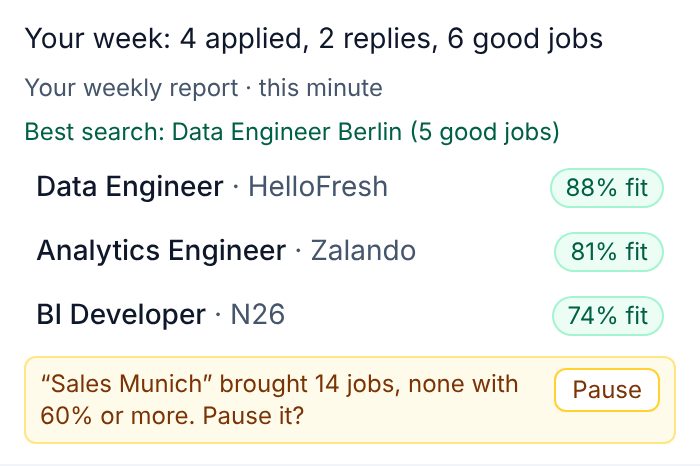 Your week: 4 applied, 2 replies, 6 good jobs
Your weekly report · this minute
Best search: Data Engineer Berlin (5 good jobs)
Data Engineer · HelloFresh 88% fit
Analytics Engineer · Zalando 81% fit
BI Developer · N26 74% fit
“Sales Munich” brought 14 jobs, none with
60% or more. Pause it?
Pause